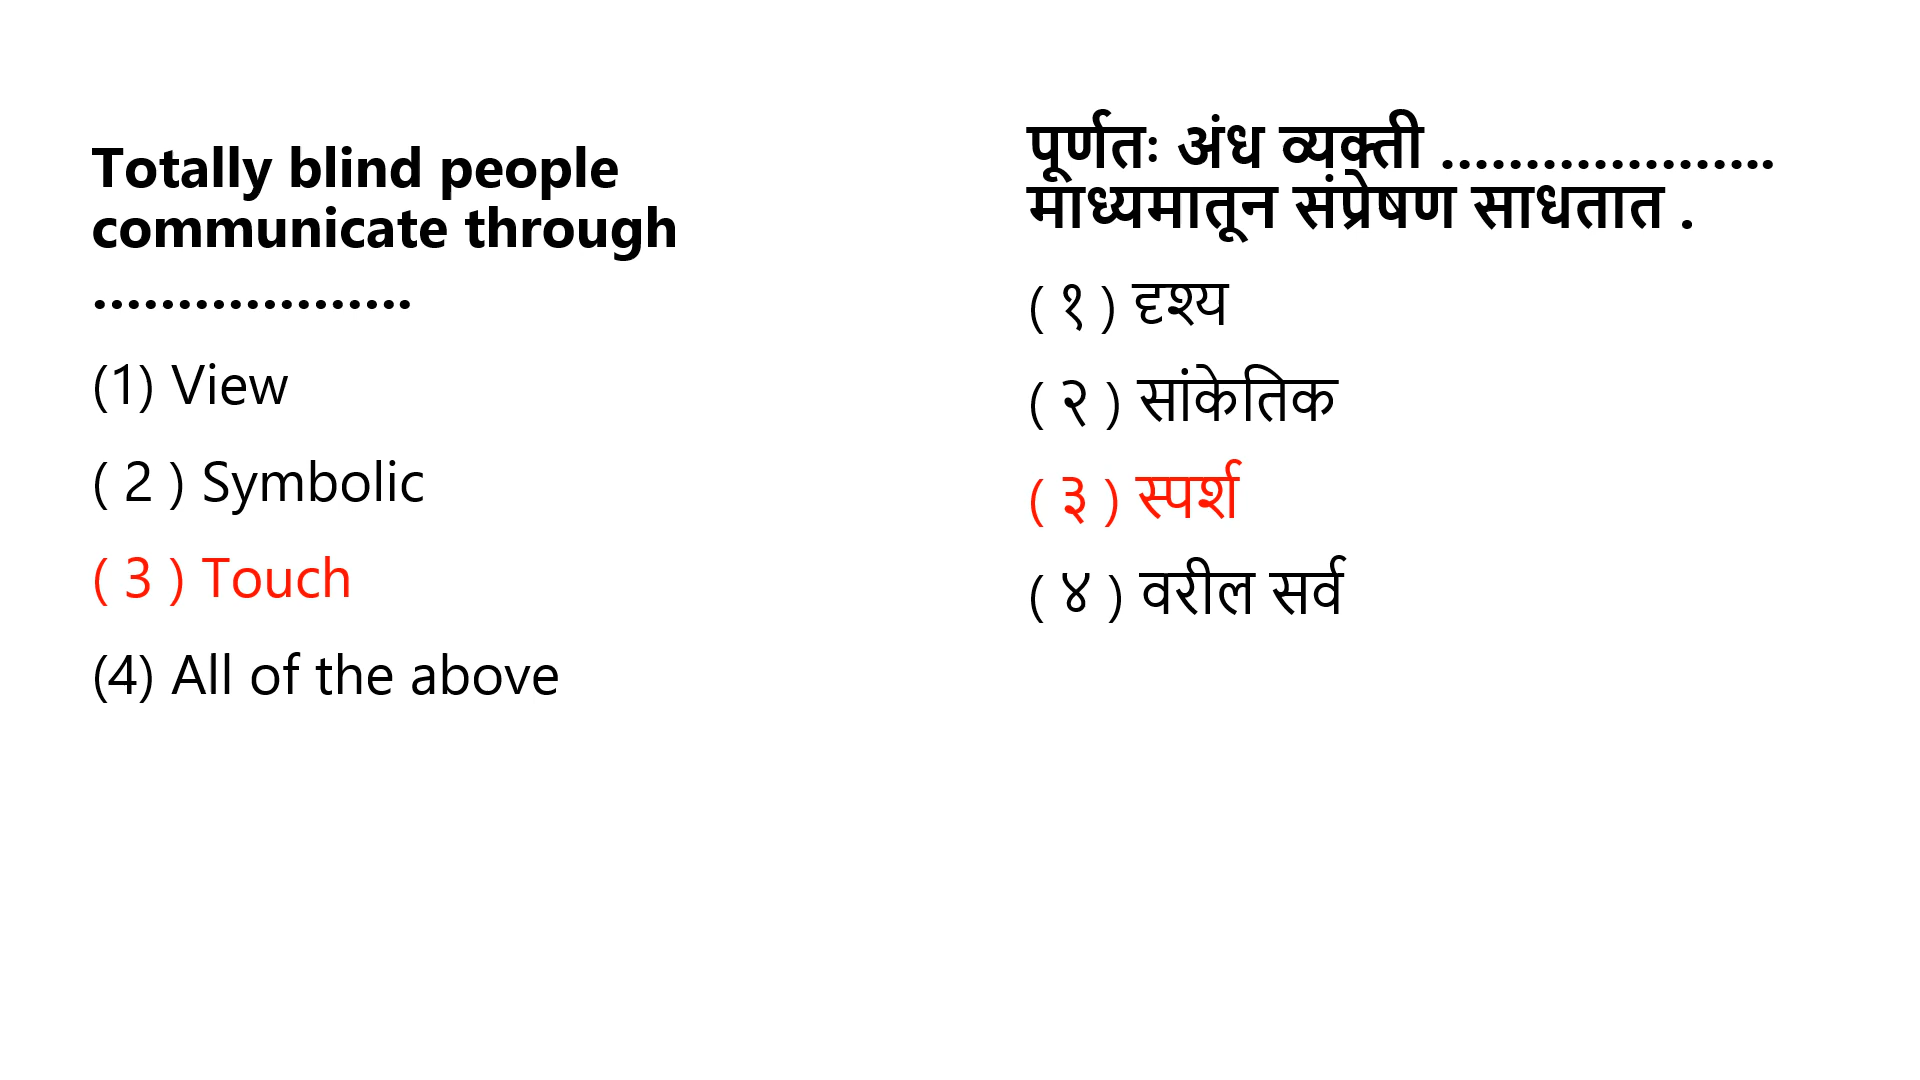 Totally blind people
communicate through
...................
(1) View
( 2 ) Symbolic
( 3 ) Touch
(4) All of the above
पूर्णतः अंध व्यक्ती ....................
माध्यमातून संप्रेषण साधतात .
( १ ) दृश्य
( २ ) सांकेतिक
( ३ ) स्पर्श
( ४ ) वरील सर्व